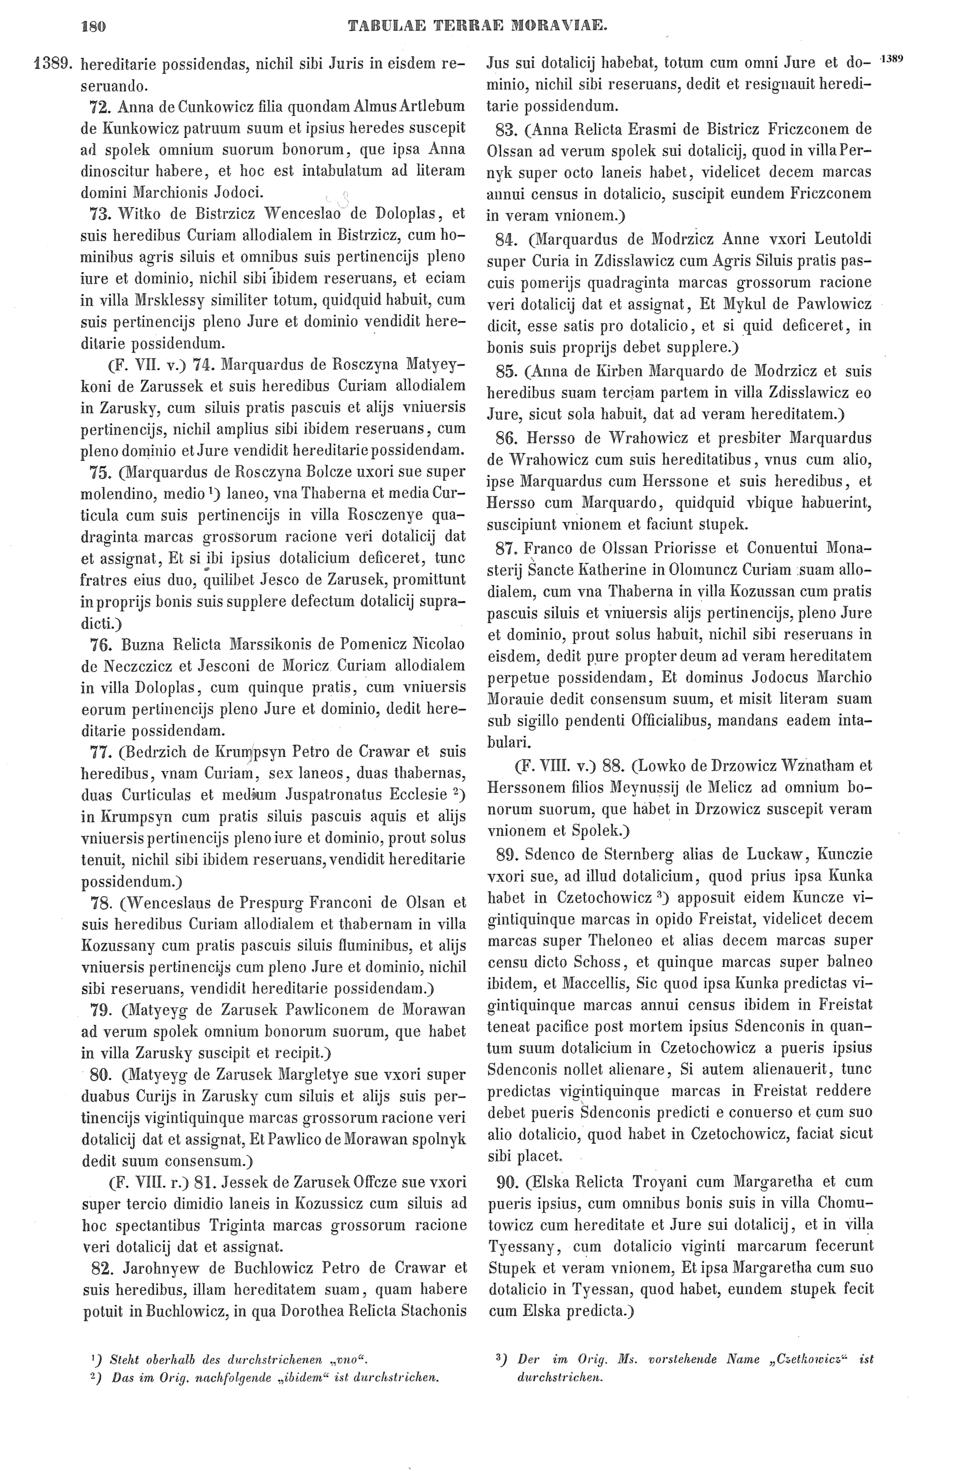 180 TABULAE TERRAE MORAVIAE.
1389. hereditarie possidendas, nichil sibi Juris in eisdem re-
seruando.
72. Anna de Cunkowicz filia quondam Almus Artlebum
de Kunkowicz patruum suum et ipsius heredes suscepit
ad spolek omnium suorum bonorum, que ipsa Anna
dinoscitur habere, et hoc est intabulatum ad literam
domini Marchionis Jodoci.
73. Witko de Bistrzicz Wenceslao de Doloplas, et
suis heredibus Curiam allodialem in Bistrzicz, cum ho-
minibus agris siluis et omnibus suis pertinencijs pleno
iure et dominio, nichil sibi ibidem reseruans, et eciam
in villa Mrsklessy similiter totum, quidquid habuit, cum
suis pertinencijs pleno Jure et dominio vendidit here-
ditarie possidendum.
(F. VII. v.) 74. Marquardus de Rosczyna Matyey-
koni de Zarussek et suis heredibus Curiam allodialem
in Zarusky, cum siluis pratis pascuis et alijs vniuersis
pertinencijs, nichil amplius sibi ibidem reseruans, cum
pleno dominio et Jure vendidit hereditarie possidendam.
75. (Marquardus de Rosczyna Bolcze uxori sue super
molendino, medio ¹) laneo, vna Thaberna et media Cur-
ticula cum suis pertinencijs in villa Rosczenye qua-
draginta marcas grossorum racione veri dotalicij dat
et assignat, Et si ibi ipsius dotalicium deficeret, tunc
fratres eius duo, quilibet Jesco de Zarusek, promittunt
in proprijs bonis suis supplere defectum dotalicij supra-
dicti.)
76. Buzna Relicta Marssikonis de Pomenicz Nicolao
de Neczczicz et Jesconi de Moricz Curiam allodialem
in villa Doloplas, cum quinque pratis, cum vniuersis
eorum pertinencijs pleno Jure et dominio, dedit here-
ditarie possidendam.
77. (Bedrzich de Krumpsyn Petro de Crawar et suis
heredibus, vnam Curiam, sex laneos, duas thabernas,
duas Curticulas et medium Juspatronatus Ecclesie ²)
in Krumpsyn cum pratis siluis pascuis aquis et alijs
vniuersis pertinencijs pleno iure et dominio, prout solus
tenuit, nichil sibi ibidem reseruans, vendidit hereditarie
possidendum.)
78. (Wenceslaus de Prespurg Franconi de Olsan et
suis heredibus Curiam allodialem et thabernam in villa
Kozussany cum pratis pascuis siluis fluminibus, et alijs
vniuersis pertinencijs cum pleno Jure et dominio, nichil
sibi reseruans, vendidit hereditarie possidendam.)
79. (Matyeyg de Zarusek Pawliconem de Morawan
ad verum spolek omnium bonorum suorum, que habet
in villa Zarusky suscipit et recipit.)
80. (Matyeyg de Zarusek Margletye sue vxori super
duabus Curijs in Zarusky cum siluis et alijs suis per-
tinencijs vigintiquinque marcas grossorum racione veri
dotalicij dat et assignat, Et Pawlico de Morawan spolnyk
dedit suum consensum.)
(F. VIII. r.) 81. Jessek de Zarusek Offcze sue vxori
super tercio dimidio laneis in Kozussicz cum siluis ad
hoc spectantibus Triginta marcas grossorum racione
veri dotalicij dat et assignat.
82. Jarohnyew de Buchlowicz Petro de Crawar et
suis heredibus, illam hereditatem suam, quam habere
potuit in Buchlowicz, in qua Dorothea Relicta Stachonis
¹) Steht oberhalb des durchstrichenen „vno“.
²) Das im Orig. nachfolgende „ibidem“ ist durchstrichen.
Jus sui dotalicij habebat, totum cum omni Jure et do- 1389
minio, nichil sibi reseruans, dedit et resignauit heredi-
tarie possidendum.
83. (Anna Relicta Erasmi de Bistricz Friczconem de
Olssan ad verum spolek sui dotalicij, quod in villa Per-
nyk super octo laneis habet, videlicet decem marcas
annui census in dotalicio, suscipit eundem Friczconem
in veram vnionem.)
84. (Marquardus de Modrzicz Anne vxori Leutoldi
super Curia in Zdisslawicz cum Agris Siluis pratis pas-
cuis pomerijs quadraginta marcas grossorum racione
veri dotalicij dat et assignat, Et Mykul de Pawlowicz
dicit, esse satis pro dotalicio, et si quid deficeret, in
bonis suis proprijs debet supplere.)
85. (Anna de Kirben Marquardo de Modrzicz et suis
heredibus suam terciam partem in villa Zdisslawicz eo
Jure, sicut sola habuit, dat ad veram hereditatem.)
86. Hersso de Wrahowicz et presbiter Marquardus
de Wrahowicz cum suis hereditatibus, vnus cum alio,
ipse Marquardus cum Herssone et suis heredibus, et
Hersso cum Marquardo, quidquid vbique habuerint,
suscipiunt vnionem et faciunt stupek.
87. Franco de Olssan Priorisse et Conuentui Mona-
sterij Sancte Katherine in Olomuncz Curiam suam allo-
dialem, cum vna Thaberna in villa Kozussan cum pratis
pascuis siluis et vniuersis alijs pertinencijs, pleno Jure
et dominio, prout solus habuit, nichil sibi reseruans in
eisdem, dedit pure propter deum ad veram hereditatem
perpetue possidendam, Et dominus Jodocus Marchio
Morauie dedit consensum suum, et misit literam suam
sub sigillo pendenti Officialibus, mandans eadem inta-
bulari.
(F. VIII. v.) 88. (Lowko de Drzowicz Wznatham et
Herssonem filios Meynussij de Melicz ad omnium bo-
norum suorum, que habet in Drzowicz suscepit veram
vnionem et Spolek.)
89. Sdenco de Sternberg alias de Luckaw, Kunczie
vxori sue, ad illud dotalicium, quod prius ipsa Kunka
habet in Czetochowicz ³) apposuit eidem Kuncze vi-
gintiquinque marcas in opido Freistat, videlicet decem
marcas super Theloneo et alias decem marcas super
censu dicto Schoss, et quinque marcas super balneo
ibidem, et Maccellis, Sic quod ipsa Kunka predictas vi-
gintiquinque marcas annui census ibidem in Freistat
teneat pacifice post mortem ipsius Sdenconis in quan-
tum suum dotalicium in Czetochowicz a pueris ipsius
Sdenconis nollet alienare, Si autem alienauerit, tunc
predictas vigintiquinque marcas in Freistat reddere
debet pueris Sdenconis predicti e conuerso et cum suo
alio dotalicio, quod habet in Czetochowicz, faciat sicut
sibi placet.
90. (Elska Relicta Troyani cum Margaretha et cum
pueris ipsius, cum omnibus bonis suis in villa Chomu-
towicz cum hereditate et Jure sui dotalicij, et in villa
Tyessany, cum dotalicio viginti marcarum fecerunt
Stupek et veram vnionem, Et ipsa Margaretha cum suo
dotalicio in Tyessan, quod habet, eundem stupek fecit
cum Elska predicta.)
³) Der im Orig. Ms. vorstehende Name „Czetkowicz“ ist
durchstrichen.